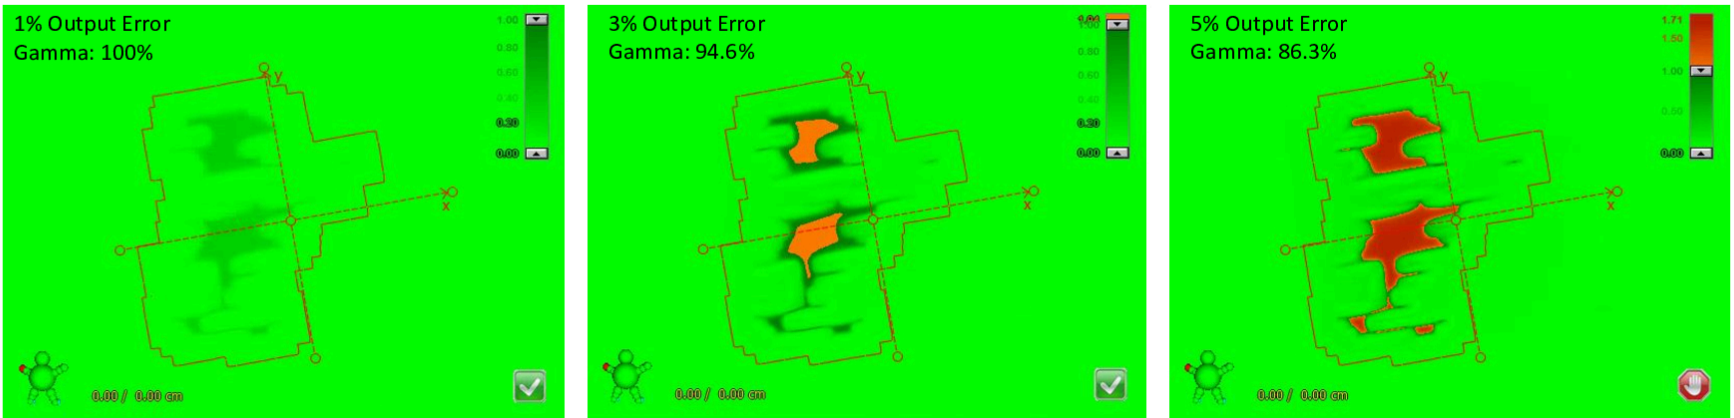 1% Output Error
Gamma: 100%
1.00
0.80
0.60
0.40
0.20
0.00
y
x
0.00 / 0.00 cm
3% Output Error
Gamma: 94.6%
1.00
0.80
0.60
0.40
0.20
0.00
y
x
0.00 / 0.00 cm
5% Output Error
Gamma: 86.3%
1.71
1.50
1.00
0.50
0.00
y
x
0.00 / 0.00 cm